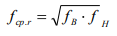 f_{ср.г} = √(f_В · f_Н)